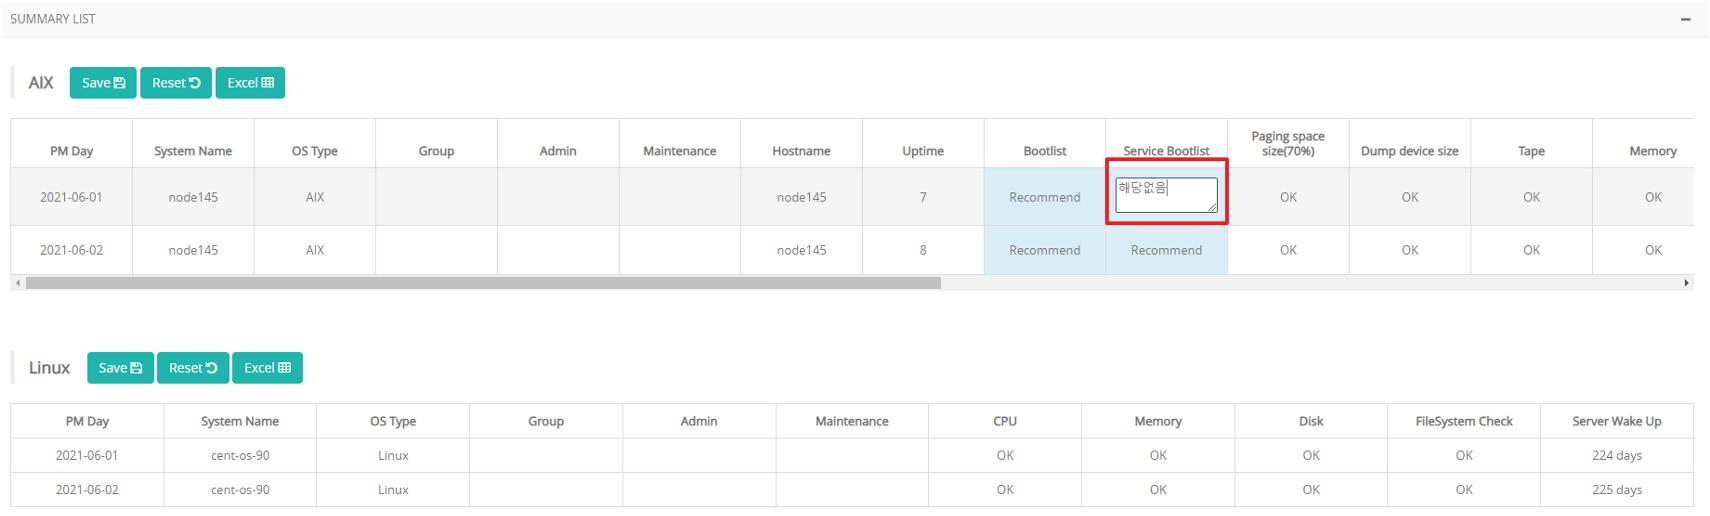 SUMMARY LIST
AIX Save Reset Excel
PM Day System Name OS Type Group Admin Maintenance Hostname Uptime Bootlist Service Bootlist Paging space size(70%) Dump device size Tape Memory
2021-06-01 node145 AIX node145 7 Recommend 해당없음 OK OK OK OK
2021-06-02 node145 AIX node145 8 Recommend Recommend OK OK OK OK
Linux Save Reset Excel
PM Day System Name OS Type Group Admin Maintenance CPU Memory Disk FileSystem Check Server Wake Up
2021-06-01 cent-os-90 Linux OK OK OK OK 224 days
2021-06-02 cent-os-90 Linux OK OK OK OK 225 days